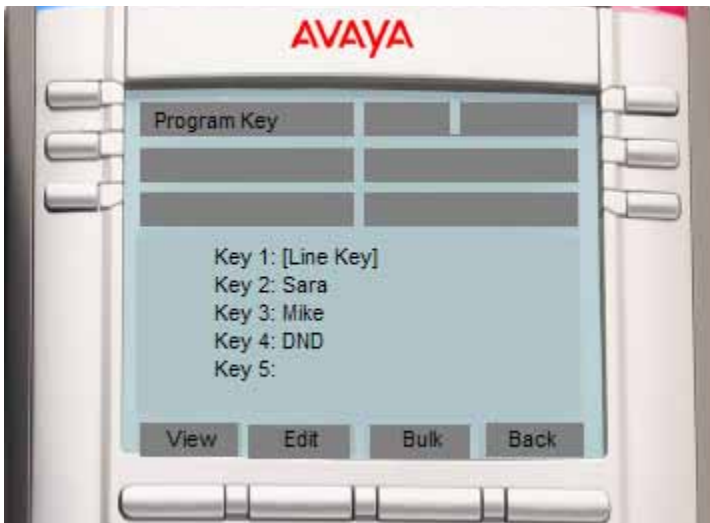 AVAYA
Program Key
Key 1: [Line Key]
Key 2: Sara
Key 3: Mike
Key 4: DND
Key 5:
View Edit Bulk Back